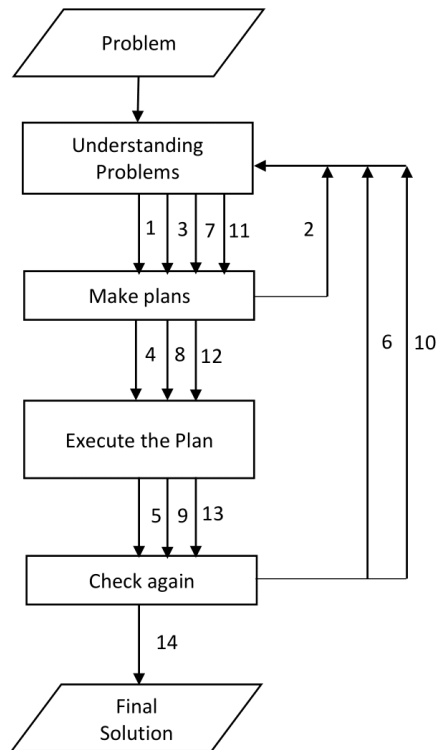 Problem
Understanding
Problems
1 3 7 11 2
Make plans
4 8 12 6 10
Execute the Plan
5 9 13
Check again
14
Final
Solution